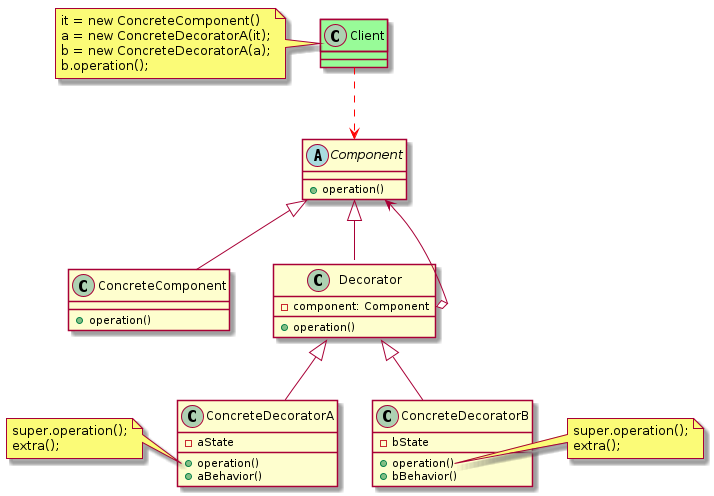 it = new ConcreteComponent()
a = new ConcreteDecoratorA(it);
b = new ConcreteDecoratorA(a);
b.operation();
C Client
A Component
operation()
C ConcreteComponent
operation()
C Decorator
component: Component
operation()
C ConcreteDecoratorA
aState
operation()
aBehavior()
C ConcreteDecoratorB
bState
operation()
bBehavior()
super.operation();
extra();
super.operation();
extra();